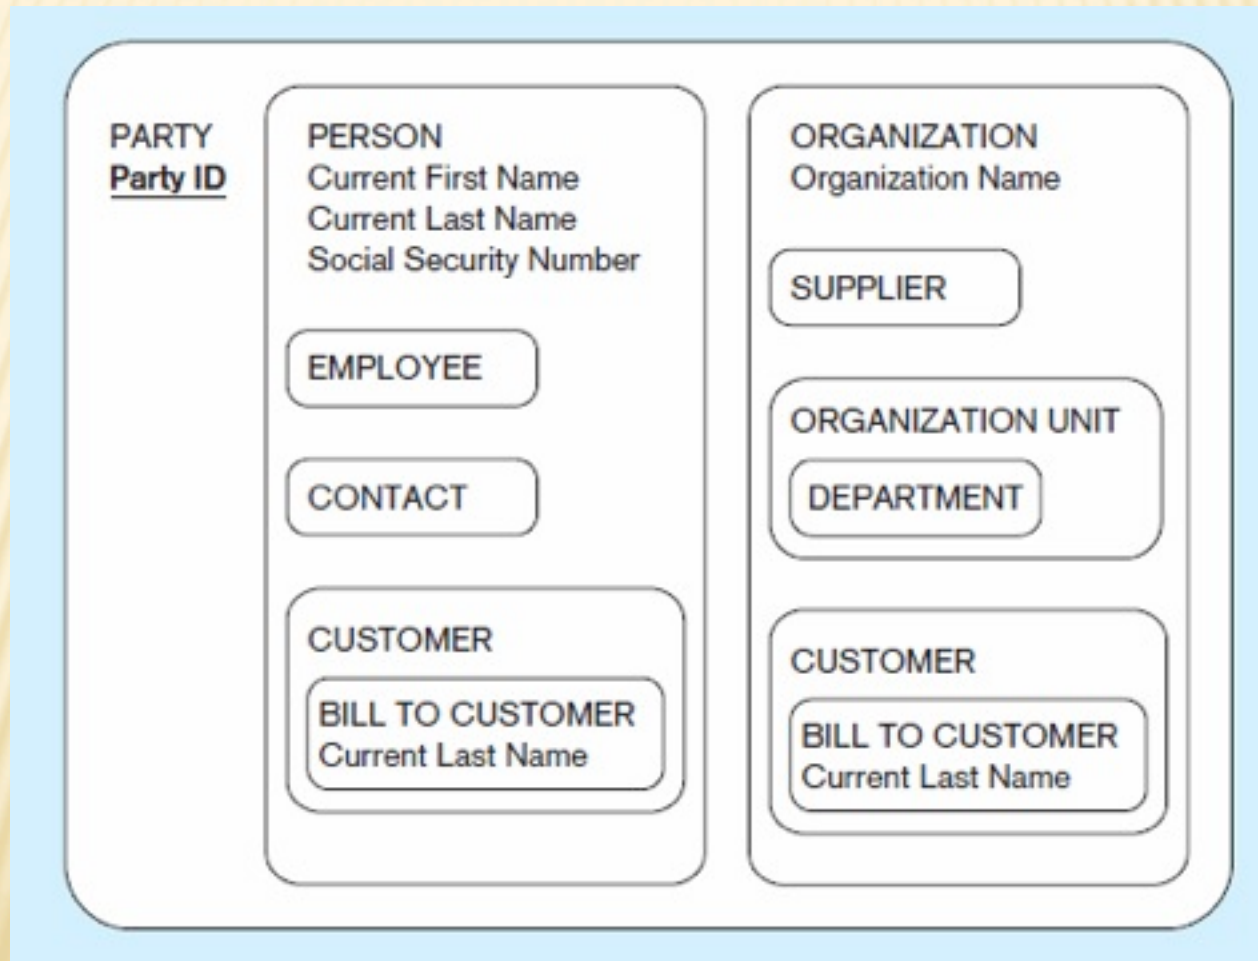 PARTY
Party ID
PERSON
Current First Name
Current Last Name
Social Security Number
EMPLOYEE
CONTACT
CUSTOMER
BILL TO CUSTOMER
Current Last Name
ORGANIZATION
Organization Name
SUPPLIER
ORGANIZATION UNIT
DEPARTMENT
CUSTOMER
BILL TO CUSTOMER
Current Last Name